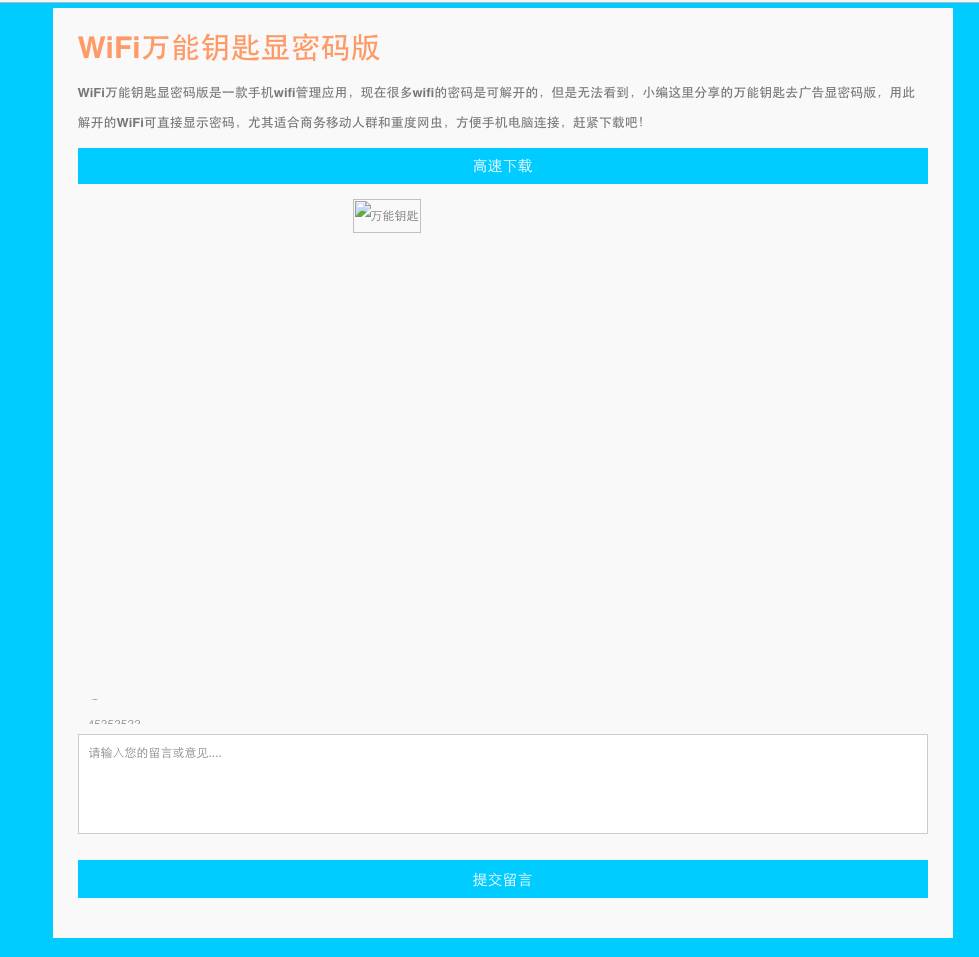 WiFi万能钥匙显密码版
WiFi万能钥匙显密码版是一款手机wifi管理应用，现在很多wifi的密码是可解开的，但是无法看到，小编这里分享的万能钥匙去广告显密码版，用此
解开的WiFi可直接显示密码，尤其适合商务移动人群和重度网虫，方便手机电脑连接，赶紧下载吧！
高速下载
万能钥匙
请输入您的留言或意见....
提交留言